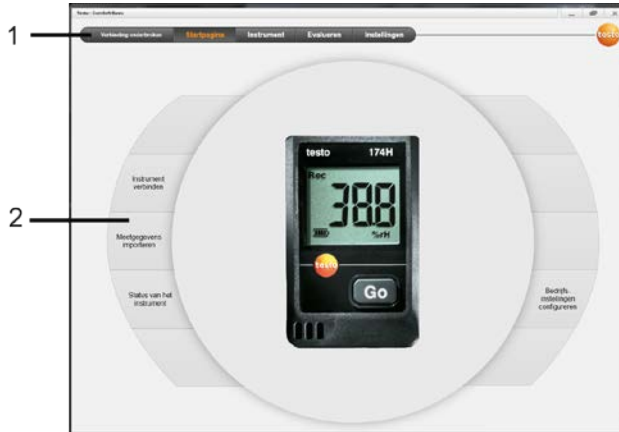 1
Verbinding onderbroken Startpagina Instrument Evalueren Instellingen
testo
Instrument
verbinden
2
Meetgegevens
importeren
Status van het
instrument
testo 174H
Rec
38.8
%rH
testo
Go
Bedrijfs-
instellingen
configureren